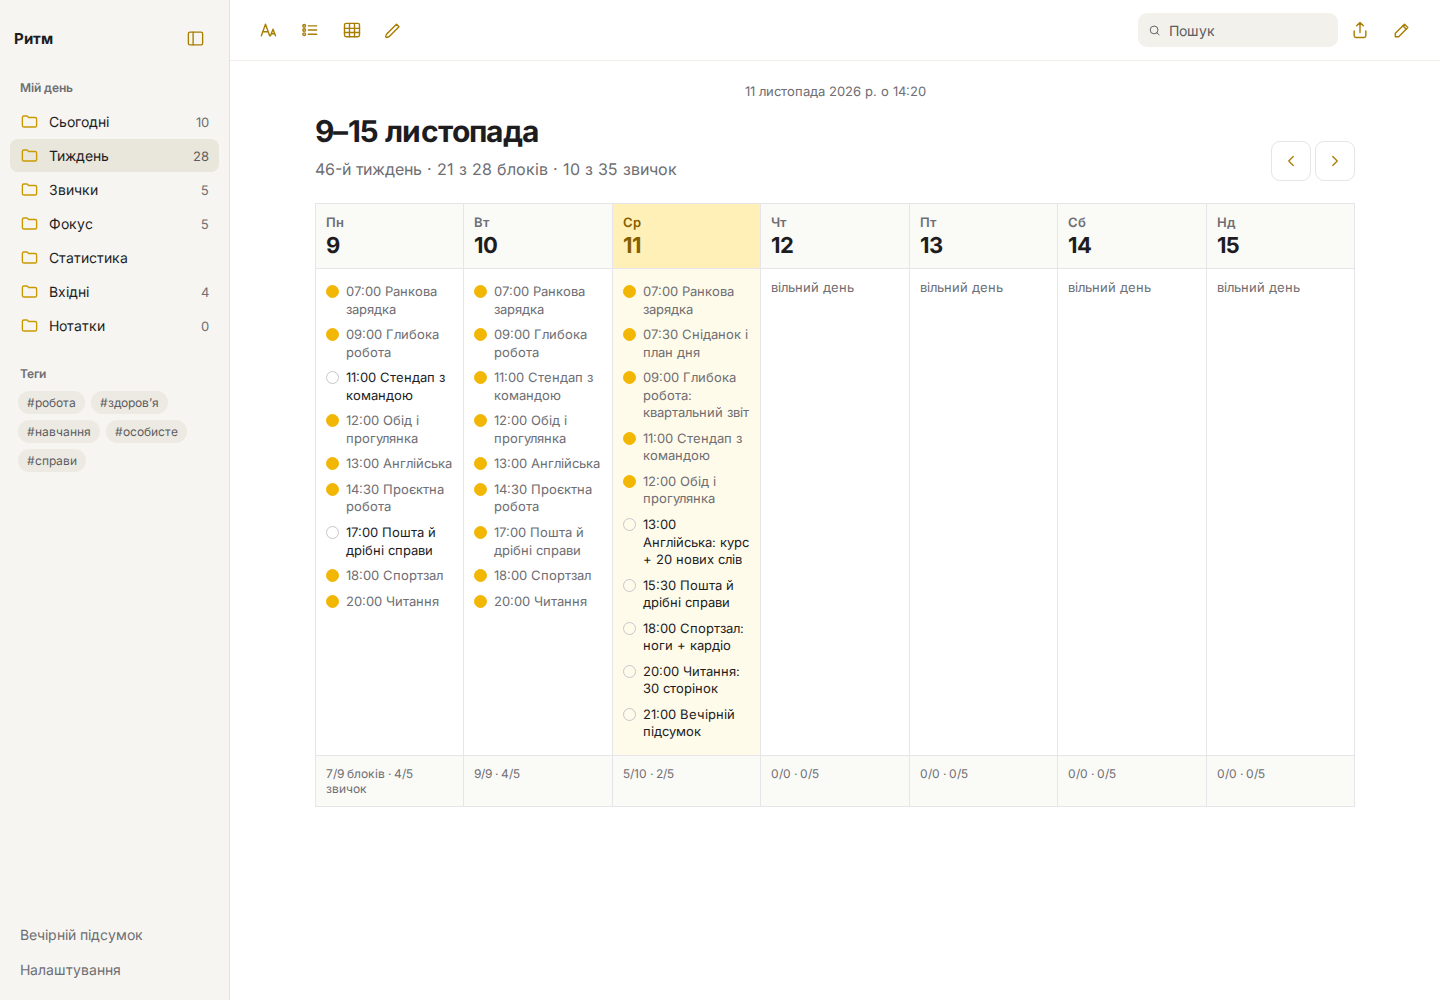 Ритм
Мій день
Сьогодні 10
Тиждень 28
Звички 5
Фокус 5
Статистика
Вхідні 4
Нотатки 0
Теги
#робота #здоров’я
#навчання #особисте
#справи
Вечірній підсумок
Налаштування
Пошук
11 листопада 2026 р. о 14:20
9–15 листопада
46-й тиждень · 21 з 28 блоків · 10 з 35 звичок
Пн
9
07:00 Ранкова
зарядка
09:00 Глибока
робота
11:00 Стендап з
командою
12:00 Обід і
прогулянка
13:00 Англійська
14:30 Проєктна
робота
17:00 Пошта й
дрібні справи
18:00 Спортзал
20:00 Читання
7/9 блоків · 4/5
звичок
Вт
10
07:00 Ранкова
зарядка
09:00 Глибока
робота
11:00 Стендап з
командою
12:00 Обід і
прогулянка
13:00 Англійська
14:30 Проєктна
робота
17:00 Пошта й
дрібні справи
18:00 Спортзал
20:00 Читання
9/9 · 4/5
Ср
11
07:00 Ранкова
зарядка
07:30 Сніданок і
план дня
09:00 Глибока
робота:
квартальний звіт
11:00 Стендап з
командою
12:00 Обід і
прогулянка
13:00
Англійська: курс
+ 20 нових слів
15:30 Пошта й
дрібні справи
18:00 Спортзал:
ноги + кардіо
20:00 Читання:
30 сторінок
21:00 Вечірній
підсумок
5/10 · 2/5
Чт
12
вільний день
0/0 · 0/5
Пт
13
вільний день
0/0 · 0/5
Сб
14
вільний день
0/0 · 0/5
Нд
15
вільний день
0/0 · 0/5